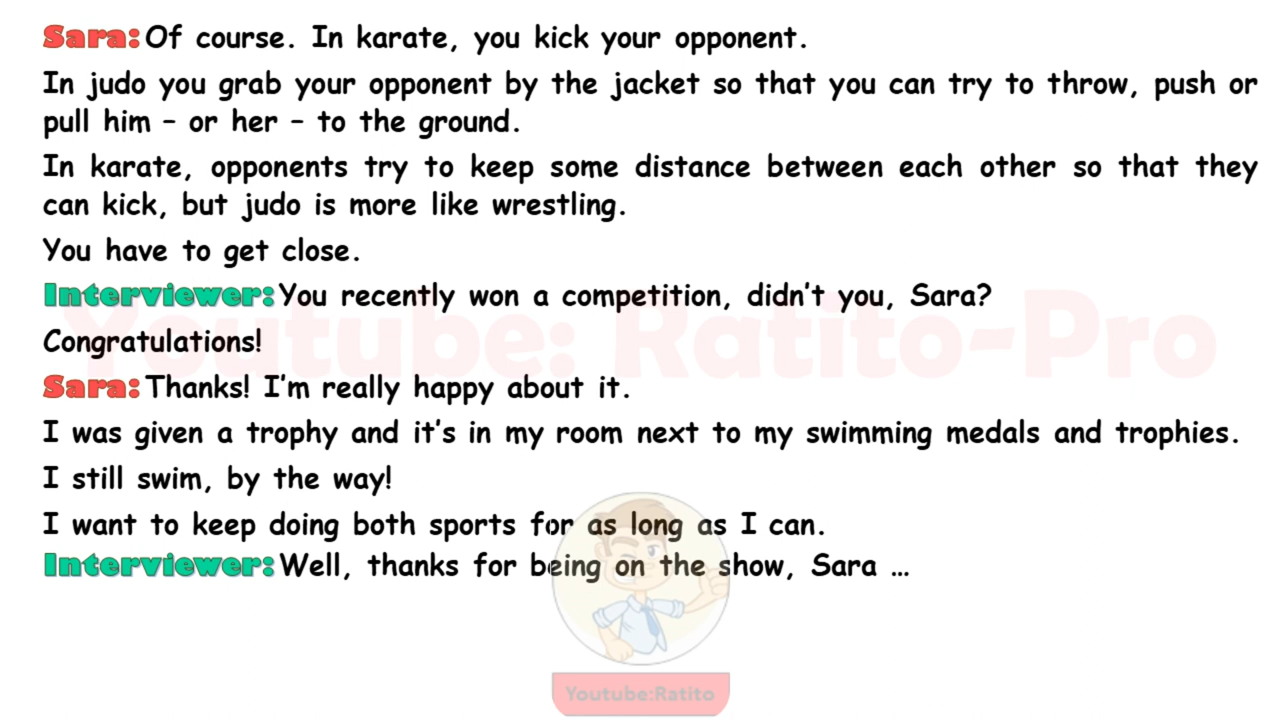 Sara: Of course. In karate, you kick your opponent.
In judo you grab your opponent by the jacket so that you can try to throw, push or
pull him – or her – to the ground.
In karate, opponents try to keep some distance between each other so that they
can kick, but judo is more like wrestling.
You have to get close.
Interviewer: You recently won a competition, didn't you, Sara?
Youtube: Ratito-Pro
Congratulations!
Sara: Thanks! I'm really happy about it.
I was given a trophy and it's in my room next to my swimming medals and trophies.
I still swim, by the way!
I want to keep doing both sports for as long as I can.
Interviewer: Well, thanks for being on the show, Sara …
Youtube:Ratito